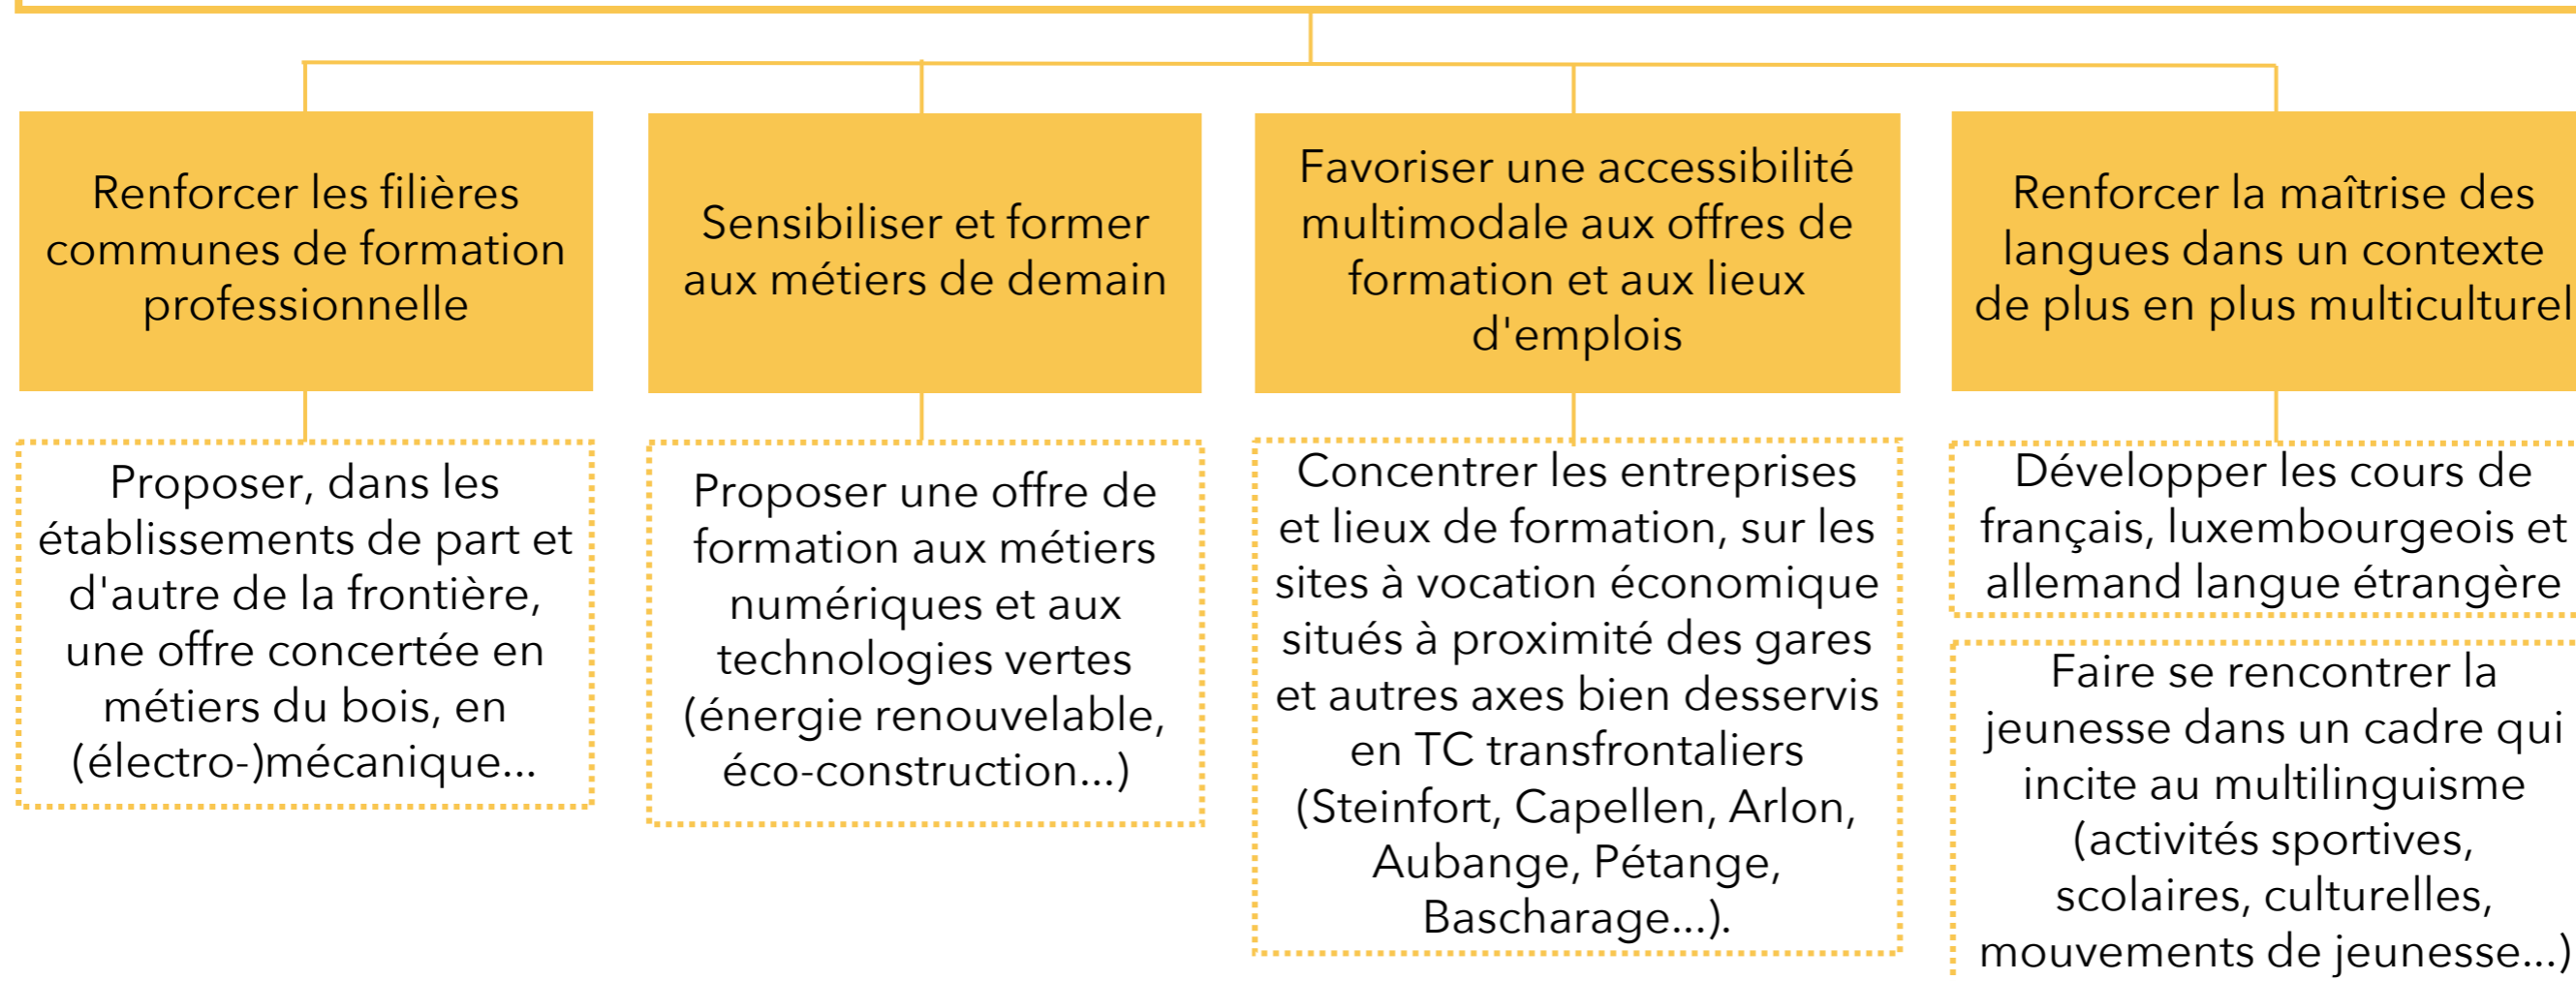 Renforcer les filières
communes de formation
professionnelle
Proposer, dans les
établissements de part et
d'autre de la frontière,
une offre concertée en
métiers du bois, en
(électro-)mécanique...
Sensibiliser et former
aux métiers de demain
Proposer une offre de
formation aux métiers
numériques et aux
technologies vertes
(énergie renouvelable,
éco-construction...)
Favoriser une accessibilité
multimodale aux offres de
formation et aux lieux
d'emplois
Concentrer les entreprises
et lieux de formation, sur les
sites à vocation économique
situés à proximité des gares
et autres axes bien desservis
en TC transfrontaliers
(Steinfort, Capellen, Arlon,
Aubange, Pétange,
Bascharage...).
Renforcer la maîtrise des
langues dans un contexte
de plus en plus multiculturel
Développer les cours de
français, luxembourgeois et
allemand langue étrangère
Faire se rencontrer la
jeunesse dans un cadre qui
incite au multilinguisme
(activités sportives,
scolaires, culturelles,
mouvements de jeunesse...)